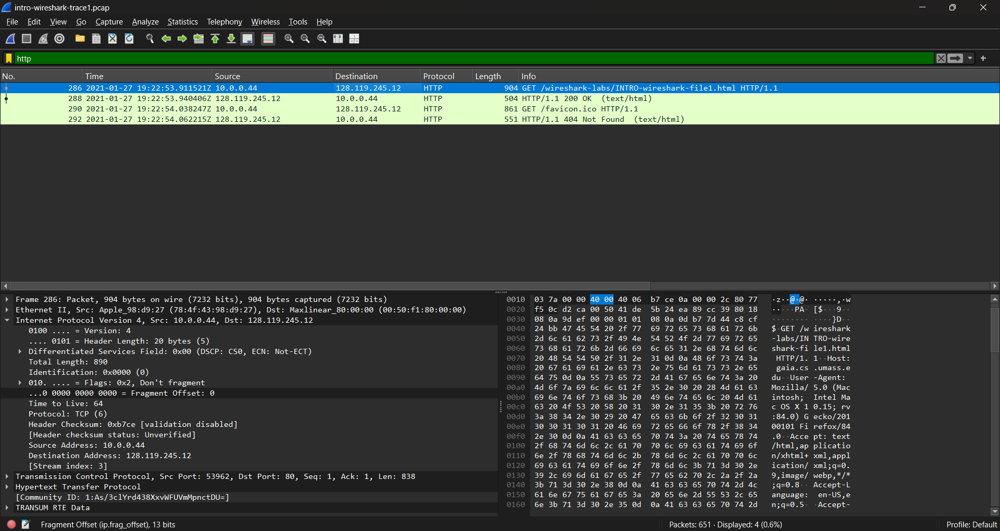 intro-wireshark-trace1.pcap
File Edit View Go Capture Analyze Statistics Telephony Wireless Tools Help
http
No. Time Source Destination Protocol Length Info
286 2021-01-27 19:22:53.911521Z 10.0.0.44 128.119.245.12 HTTP 904 GET /wireshark-labs/INTRO-wireshark-file1.html HTTP/1.1
288 2021-01-27 19:22:53.940406Z 128.119.245.12 10.0.0.44 HTTP 504 HTTP/1.1 200 OK (text/html)
290 2021-01-27 19:22:54.038247Z 10.0.0.44 128.119.245.12 HTTP 861 GET /favicon.ico HTTP/1.1
292 2021-01-27 19:22:54.062215Z 128.119.245.12 10.0.0.44 HTTP 551 HTTP/1.1 404 Not Found (text/html)
Frame 286: Packet, 904 bytes on wire (7232 bits), 904 bytes captured (7232 bits)
Ethernet II, Src: Apple_98:d9:27 (78:4f:43:98:d9:27), Dst: Maxlinear_80:00:00 (00:50:f1:80:00:00)
Internet Protocol Version 4, Src: 10.0.0.44, Dst: 128.119.245.12
0100 .... = Version: 4
.... 0101 = Header Length: 20 bytes (5)
Differentiated Services Field: 0x00 (DSCP: CS0, ECN: Not-ECT)
Total Length: 890
Identification: 0x0000 (0)
010. .... = Flags: 0x2, Don't fragment
...0 0000 0000 0000 = Fragment Offset: 0
Time to Live: 64
Protocol: TCP (6)
Header Checksum: 0xb7ce [validation disabled]
[Header checksum status: Unverified]
Source Address: 10.0.0.44
Destination Address: 128.119.245.12
[Stream index: 3]
Transmission Control Protocol, Src Port: 53962, Dst Port: 80, Seq: 1, Ack: 1, Len: 838
Hypertext Transfer Protocol
[Community ID: 1:As/3clYrd438XxvWFUVmMpnctDU=]
TRANSUM RTE Data
0010 03 7a 00 00 40 00 40 06 b7 ce 0a 00 00 2c 80 77 ·z··@·@· ·····,·w
0020 f5 0c d2 ca 00 50 41 de 5b 24 ea 89 cc 39 80 18 ·····PA· [$···9··
0030 08 0a 9d ef 00 00 01 01 08 0a 0d b7 7d 44 c8 cf ········ ····}D··
0040 24 bb 47 45 54 20 2f 77 69 72 65 73 68 61 72 6b $·GET /w ireshark
0050 2d 6c 61 62 73 2f 49 4e 54 52 4f 2d 77 69 72 65 -labs/IN TRO-wire
0060 73 68 61 72 6b 2d 66 69 6c 65 31 2e 68 74 6d 6c shark-fi le1.html
0070 20 48 54 54 50 2f 31 2e 31 0d 0a 48 6f 73 74 3a HTTP/1. 1··Host:
0080 20 67 61 69 61 2e 63 73 2e 75 6d 61 73 73 2e 65 gaia.cs .umass.e
0090 64 75 0d 0a 55 73 65 72 2d 41 67 65 6e 74 3a 20 du··User -Agent:
00a0 4d 6f 7a 69 6c 6c 61 2f 35 2e 30 20 28 4d 61 63 Mozilla/ 5.0 (Mac
00b0 69 6e 74 6f 73 68 3b 20 49 6e 74 65 6c 20 4d 61 intosh; Intel Ma
00c0 63 20 4f 53 20 58 20 31 30 2e 31 35 3b 20 72 76 c OS X 1 0.15; rv
00d0 3a 38 34 2e 30 29 20 47 65 63 6b 6f 2f 32 30 31 :84.0) G ecko/201
00e0 30 30 31 30 31 20 46 69 72 65 66 6f 78 2f 38 34 00101 Fi refox/84
00f0 2e 30 0d 0a 41 63 63 65 70 74 3a 20 74 65 78 74 .0··Acce pt: text
0100 2f 68 74 6d 6c 2c 61 70 70 6c 69 63 61 74 69 6f /html,ap plicatio
0110 6e 2f 78 68 74 6d 6c 2b 78 6d 6c 2c 61 70 70 6c n/xhtml+ xml,appl
0120 69 63 61 74 69 6f 6e 2f 78 6d 6c 3b 71 3d 30 2e ication/ xml;q=0.
0130 39 2c 69 6d 61 67 65 2f 77 65 62 70 2c 2a 2f 2a 9,image/ webp,*/*
0140 3b 71 3d 30 2e 38 0d 0a 41 63 63 65 70 74 2d 4c ;q=0.8·· Accept-L
0150 61 6e 67 75 61 67 65 3a 20 65 6e 2d 55 53 2c 65 anguage: en-US,e
0160 6e 3b 71 3d 30 2e 35 0d 0a 41 63 63 65 70 74 2d n;q=0.5· ·Accept-
Fragment Offset (ip.frag_offset), 13 bits
Packets: 651 · Displayed: 4 (0.6%)
Profile: Default